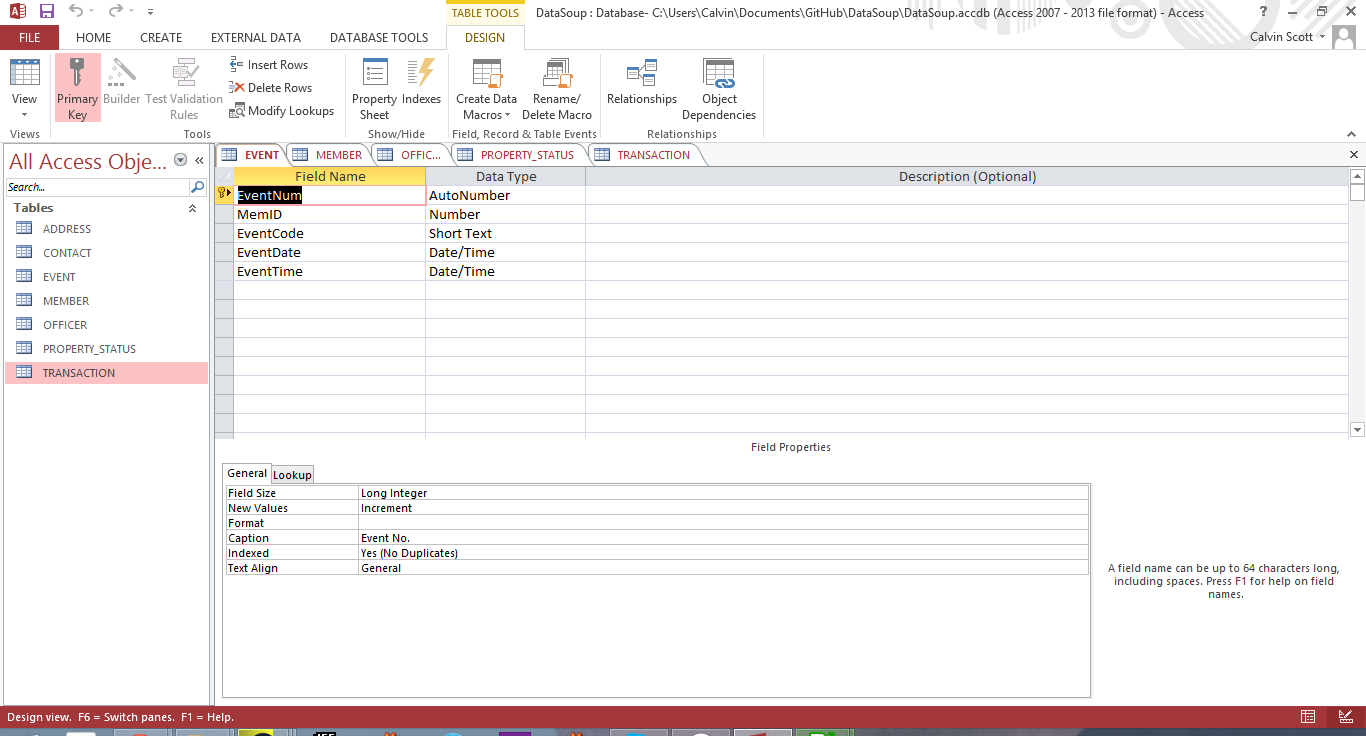 TABLE TOOLS
DataSoup : Database- C:\Users\Calvin\Documents\GitHub\DataSoup\DataSoup.accdb (Access 2007 - 2013 file format) - Access
?
FILE HOME CREATE EXTERNAL DATA DATABASE TOOLS DESIGN
Calvin Scott
View
Primary Key
Builder
Test Validation Rules
Insert Rows
Delete Rows
Modify Lookups
Property Sheet
Indexes
Create Data Macros
Rename/ Delete Macro
Relationships
Object Dependencies
Views Tools Show/Hide Field, Record & Table Events Relationships
All Access Obje...
Search...
Tables
ADDRESS
CONTACT
EVENT
MEMBER
OFFICER
PROPERTY_STATUS
TRANSACTION
EVENT MEMBER OFFIC... PROPERTY_STATUS TRANSACTION
Field Name Data Type Description (Optional)
EventNum AutoNumber
MemID Number
EventCode Short Text
EventDate Date/Time
EventTime Date/Time
Field Properties
General Lookup
Field Size Long Integer
New Values Increment
Format
Caption Event No.
Indexed Yes (No Duplicates)
Text Align General
A field name can be up to 64 characters long,
including spaces. Press F1 for help on field
names.
Design view. F6 = Switch panes. F1 = Help.